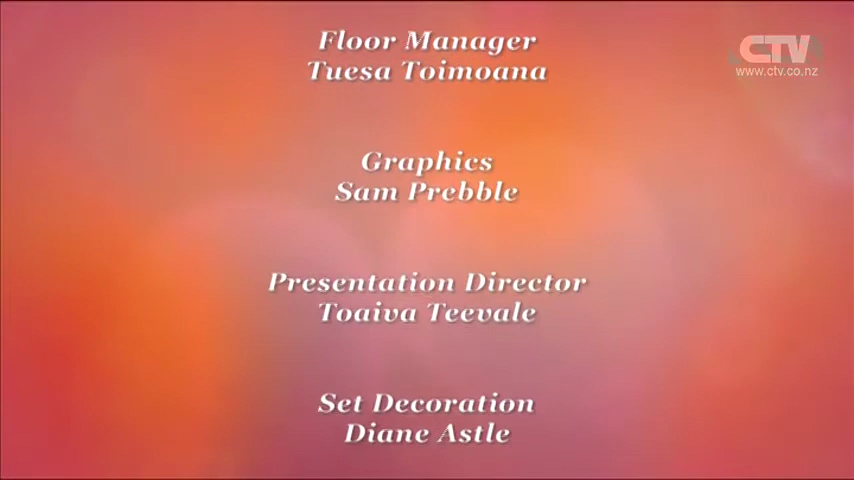 CTV
www.ctv.co.nz
Floor Manager
Tuesa Toimoana
Graphics
Sam Prebble
Presentation Director
Toaiva Teevale
Set Decoration
Diane Astle